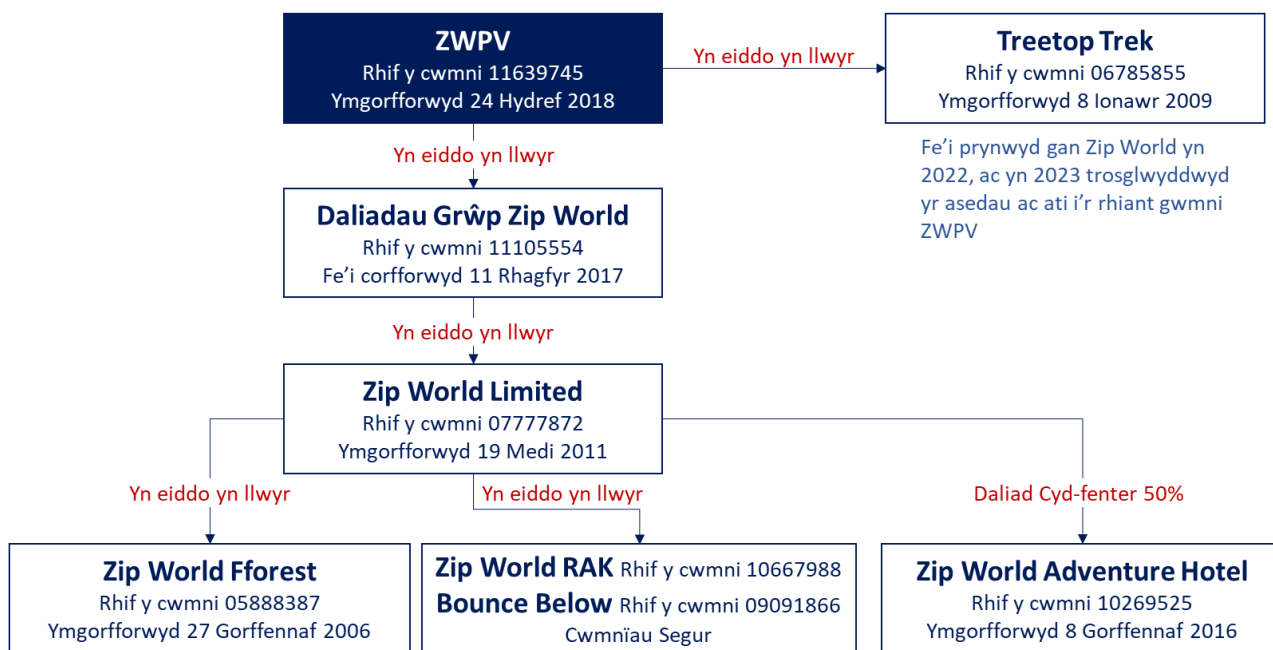 ZWPV
Rhif y cwmni 11639745
Ymgorfforwyd 24 Hydref 2018
Yn eiddo yn llwyr
Treetop Trek
Rhif y cwmni 06785855
Ymgorfforwyd 8 Ionawr 2009
Fe'i prynwyd gan Zip World yn
2022, ac yn 2023 trosglwyddwyd
yr asedau ac ati i'r rhiant gwmni
ZWPV
Yn eiddo yn llwyr
Daliadau Grŵp Zip World
Rhif y cwmni 11105554
Fe'i corfforwyd 11 Rhagfyr 2017
Yn eiddo yn llwyr
Zip World Limited
Rhif y cwmni 07777872
Ymgorfforwyd 19 Medi 2011
Yn eiddo yn llwyr
Yn eiddo yn llwyr
Daliad Cyd-fenter 50%
Zip World Fforest
Rhif y cwmni 05888387
Ymgorfforwyd 27 Gorffennaf 2006
Zip World RAK Rhif y cwmni 10667988
Bounce Below Rhif y cwmni 09091866
Cwmnïau Segur
Zip World Adventure Hotel
Rhif y cwmni 10269525
Ymgorfforwyd 8 Gorffennaf 2016